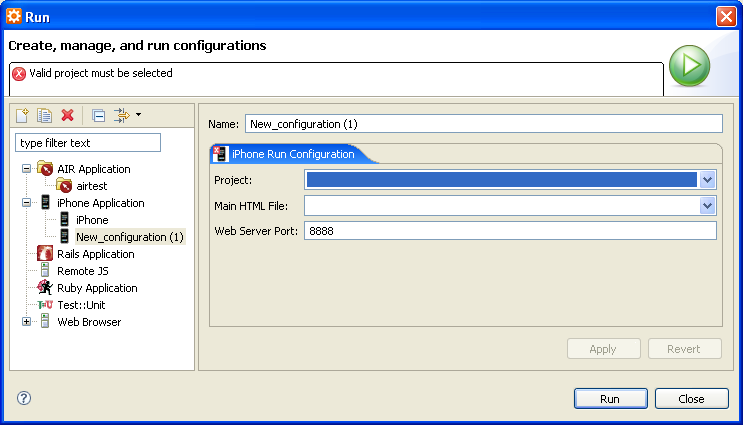 Run
Create, manage, and run configurations
Valid project must be selected
type filter text
AIR Application
airtest
iPhone Application
iPhone
New_configuration (1)
Rails Application
Remote JS
Ruby Application
Test::Unit
Web Browser
Name: New_configuration (1)
iPhone Run Configuration
Project:
Main HTML File:
Web Server Port: 8888
Apply Revert
Run Close